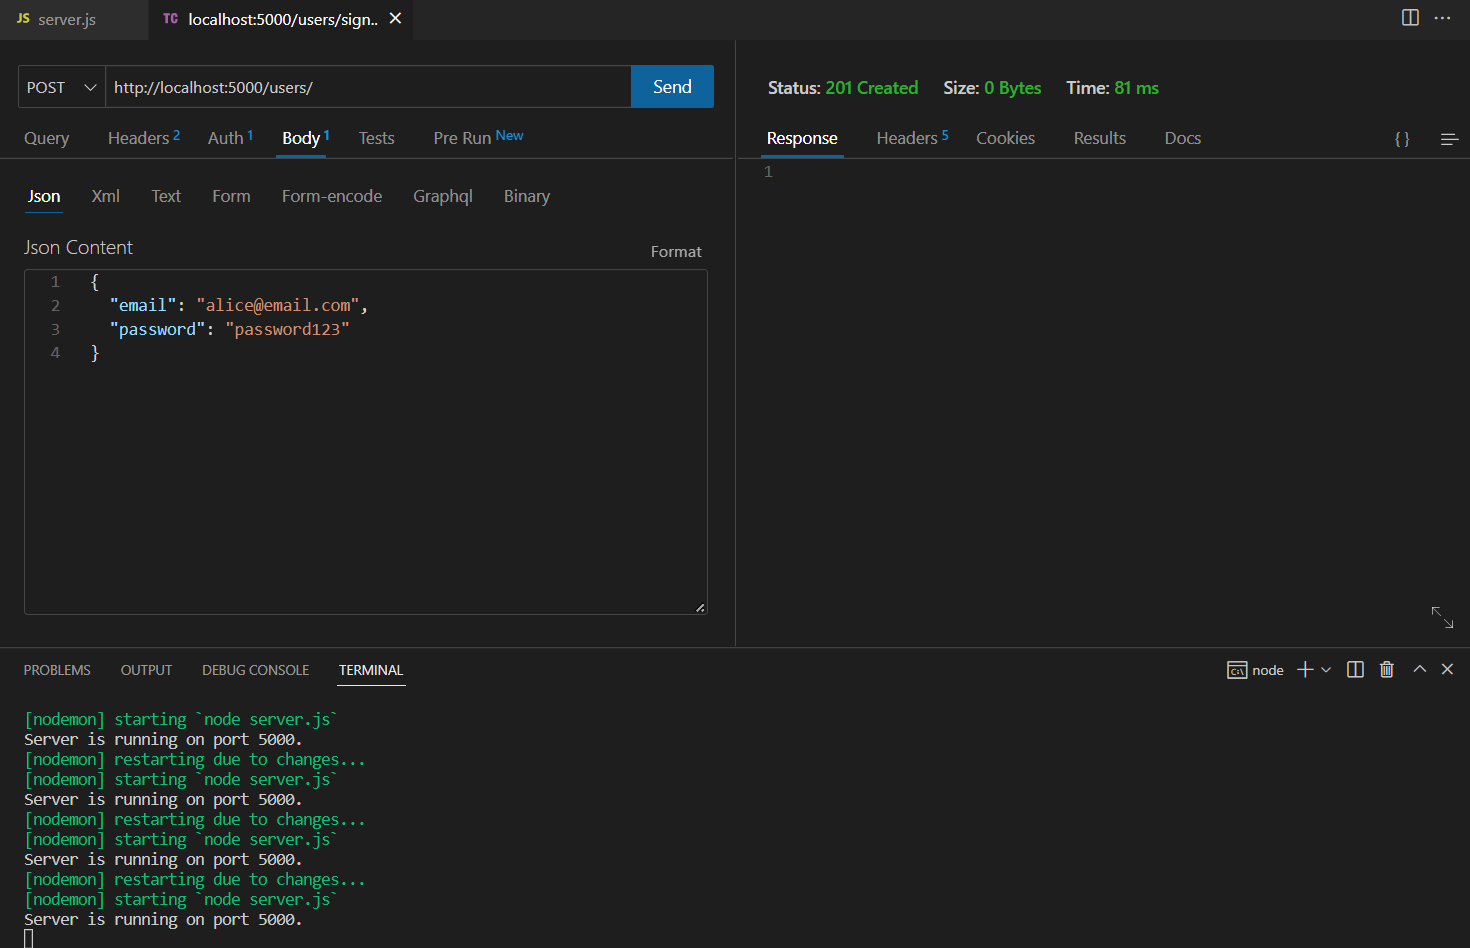 JS server.js TC localhost:5000/users/sign..
POST http://localhost:5000/users/ Send
Query Headers 2 Auth 1 Body 1 Tests Pre Run New
Json Xml Text Form Form-encode Graphql Binary
Json Content Format
1 {
2 "email": "alice@email.com",
3 "password": "password123"
4 }
Status: 201 Created Size: 0 Bytes Time: 81 ms
Response Headers 5 Cookies Results Docs { }
1
PROBLEMS OUTPUT DEBUG CONSOLE TERMINAL node
[nodemon] starting `node server.js`
Server is running on port 5000.
[nodemon] restarting due to changes...
[nodemon] starting `node server.js`
Server is running on port 5000.
[nodemon] restarting due to changes...
[nodemon] starting `node server.js`
Server is running on port 5000.
[nodemon] restarting due to changes...
[nodemon] starting `node server.js`
Server is running on port 5000.